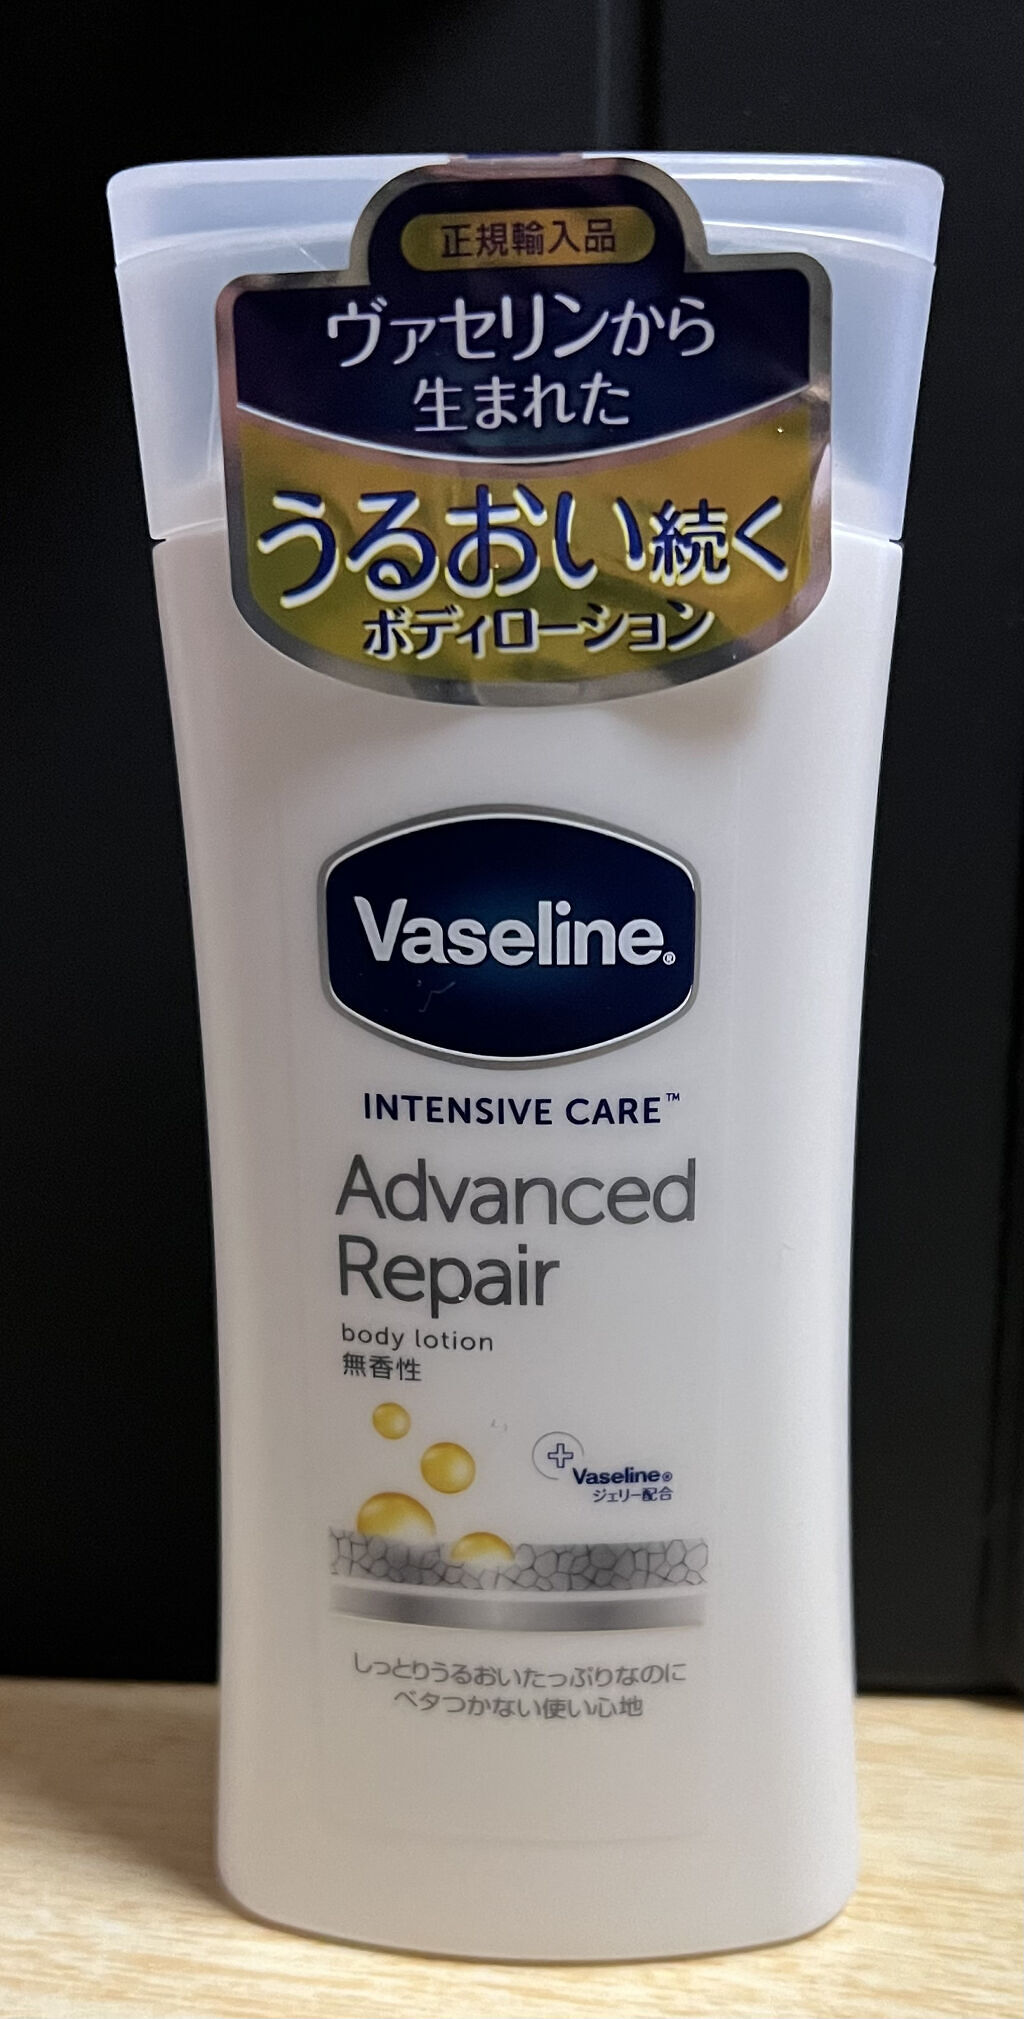 正規輸入品
ヴァセリンから
生まれた
うるおい続く
ボディローション
Vaseline®
INTENSIVE CARE™
Advanced
Repair
body lotion
無香性
Vaseline®
ジェリー配合
しっとりうるおいたっぷりなのに
ベタつかない使い心地